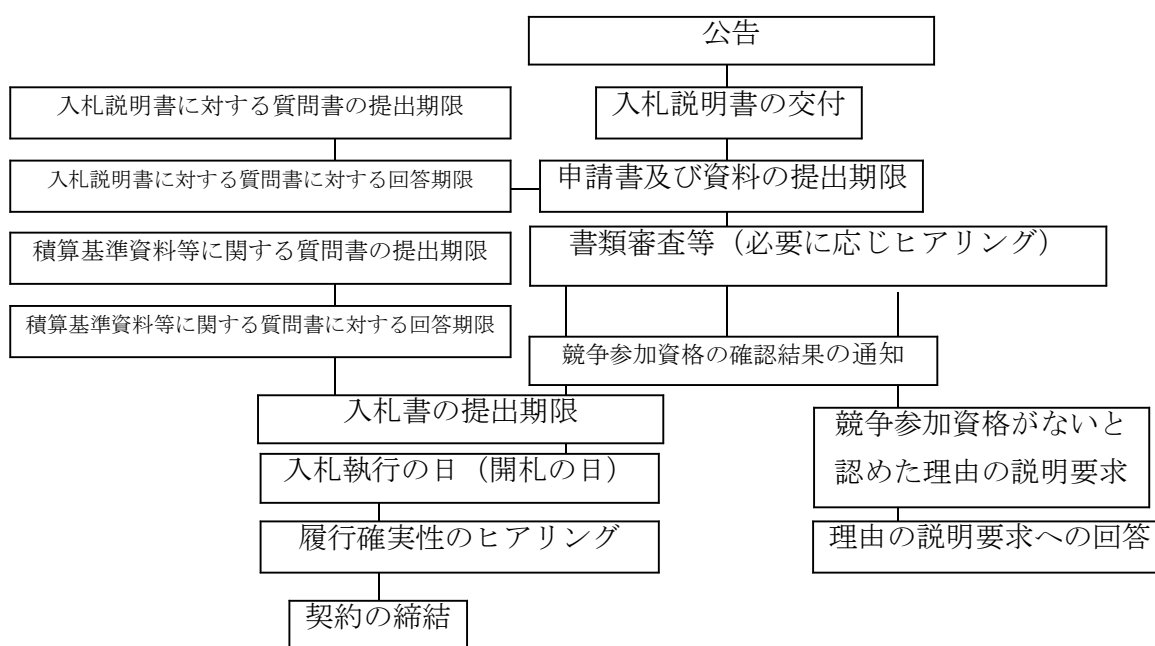 公告
入札説明書に対する質問書の提出期限
入札説明書の交付
入札説明書に対する質問書に対する回答期限
申請書及び資料の提出期限
積算基準資料等に関する質問書の提出期限
書類審査等（必要に応じヒアリング）
積算基準資料等に関する質問書に対する回答期限
競争参加資格の確認結果の通知
入札書の提出期限
競争参加資格がないと
認めた理由の説明要求
入札執行の日（開札の日）
履行確実性のヒアリング
理由の説明要求への回答
契約の締結